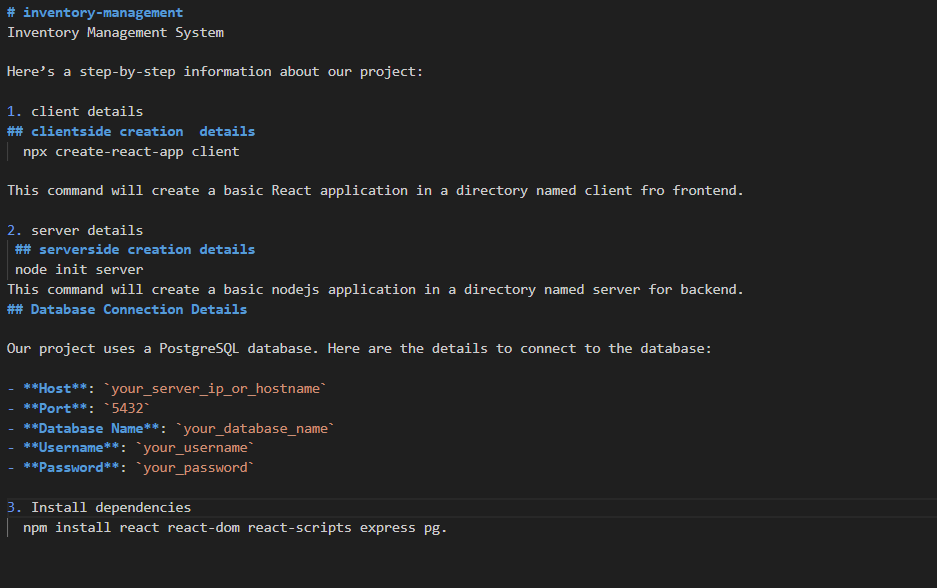 # inventory-management
Inventory Management System
Here's a step-by-step information about our project:
1. client details
## clientside creation  details
npx create-react-app client
This command will create a basic React application in a directory named client fro frontend.
2. server details
## serverside creation details
node init server
This command will create a basic nodejs application in a directory named server for backend.
## Database Connection Details
Our project uses a PostgreSQL database. Here are the details to connect to the database:
- **Host**: `your_server_ip_or_hostname`
- **Port**: `5432`
- **Database Name**: `your_database_name`
- **Username**: `your_username`
- **Password**: `your_password`
3. Install dependencies
npm install react react-dom react-scripts express pg.